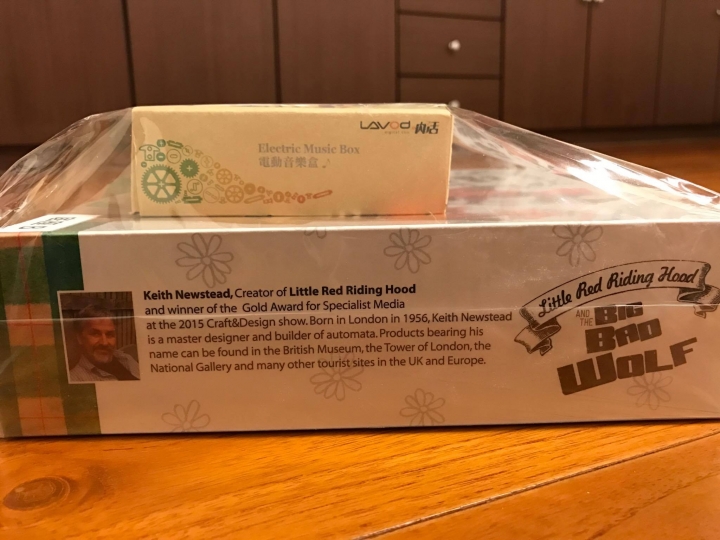 LAVOD 內活
Electric Music Box
電動音樂盒
Keith Newstead, Creator of Little Red Riding Hood
and winner of the Gold Award for Specialist Media
at the 2015 Craft&Design show. Born in London in 1956, Keith Newstead
is a master designer and builder of automata. Products bearing his
name can be found in the British Museum, the Tower of London, the
National Gallery and many other tourist sites in the UK and Europe.
Little Red Riding Hood
AND THE BIG
BAD
WOLF